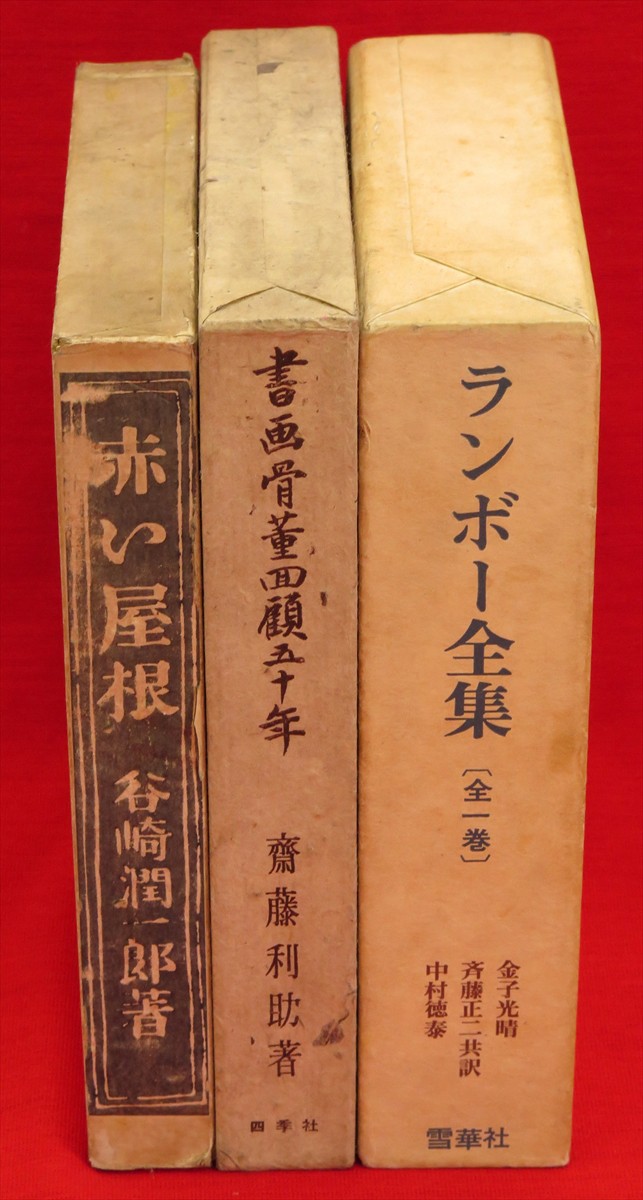 赤い屋根
谷崎潤一郎著
書画骨董回顧五十年
齋藤利助著
四季社
ランボー全集
〔全一巻〕
金子光晴
斉藤正二共訳
中村徳泰
雪華社